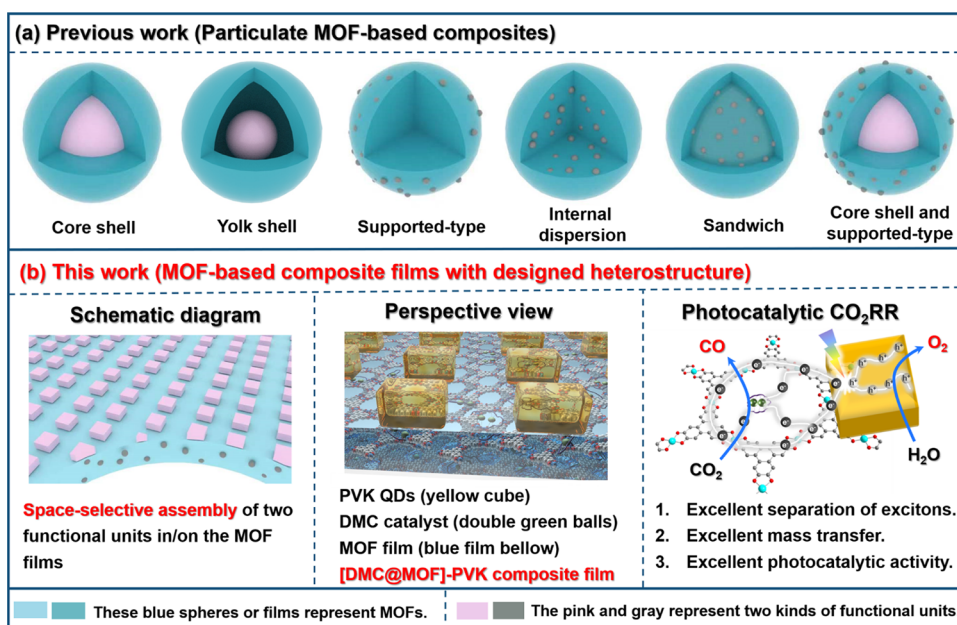 (a) Previous work (Particulate MOF-based composites)
Core shell
Yolk shell
Supported-type
Internal
dispersion
Sandwich
Core shell and
supported-type
(b) This work (MOF-based composite films with designed heterostructure)
Schematic diagram
Space-selective assembly of two
functional units in/on the MOF
films
Perspective view
PVK QDs (yellow cube)
DMC catalyst (double green balls)
MOF film (blue film bellow)
[DMC@MOF]-PVK composite film
Photocatalytic CO₂RR
CO
O₂
CO₂
H₂O
1. Excellent separation of excitons.
2. Excellent mass transfer.
3. Excellent photocatalytic activity.
These blue spheres or films represent MOFs.
The pink and gray represent two kinds of functional units